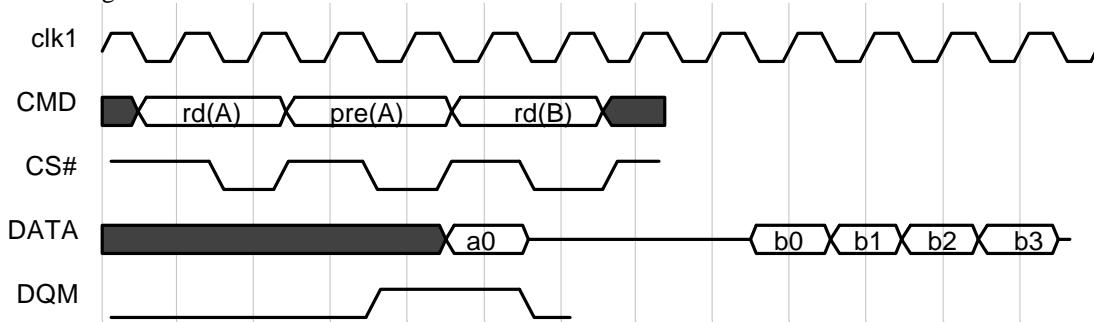 clk1
CMD rd(A) pre(A) rd(B)
CS#
DATA a0 b0 b1 b2 b3
DQM